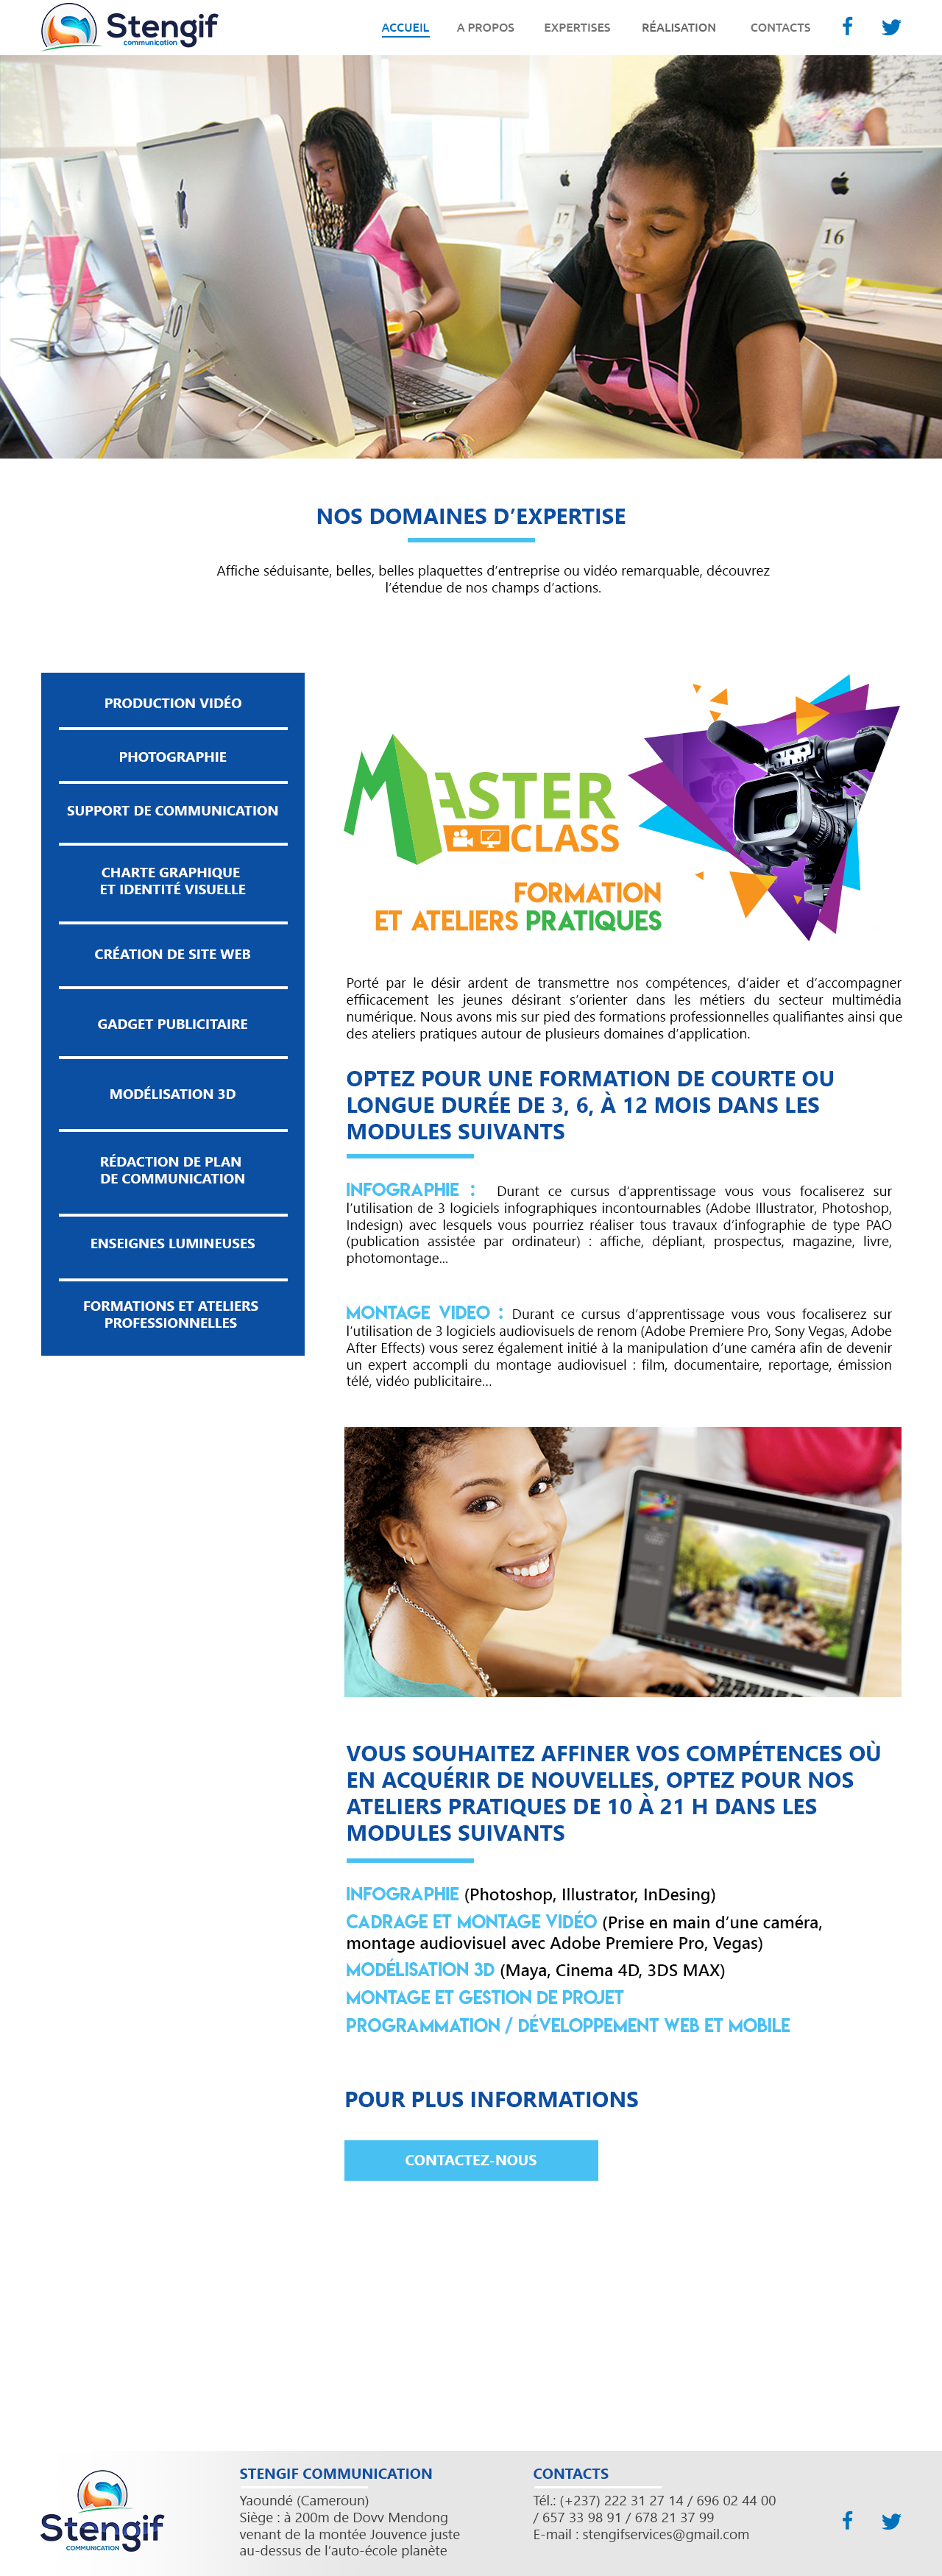 Stengif
communication
ACCUEIL A PROPOS EXPERTISES RÉALISATION CONTACTS
17
16
NOS DOMAINES D’EXPERTISE
Affiche séduisante, belles, belles plaquettes d’entreprise ou vidéo remarquable, découvrez
l’étendue de nos champs d’actions.
PRODUCTION VIDÉO
PHOTOGRAPHIE
SUPPORT DE COMMUNICATION
CHARTE GRAPHIQUE
ET IDENTITÉ VISUELLE
CRÉATION DE SITE WEB
GADGET PUBLICITAIRE
MODÉLISATION 3D
RÉDACTION DE PLAN
DE COMMUNICATION
ENSEIGNES LUMINEUSES
FORMATIONS ET ATELIERS
PROFESSIONNELLES
MASTER
CLASS
FORMATION
ET ATELIERS PRATIQUES
Porté par le désir ardent de transmettre nos compétences, d’aider et d’accompagner
efficacement les jeunes désirant s’orienter dans les métiers du secteur multimédia
numérique. Nous avons mis sur pied des formations professionnelles qualifiantes ainsi que
des ateliers pratiques autour de plusieurs domaines d’application.
OPTEZ POUR UNE FORMATION DE COURTE OU
LONGUE DURÉE DE 3, 6, À 12 MOIS DANS LES
MODULES SUIVANTS
INFOGRAPHIE : Durant ce cursus d’apprentissage vous vous focaliserez sur
l’utilisation de 3 logiciels infographiques incontournables (Adobe Illustrator, Photoshop,
Indesign) avec lesquels vous pourriez réaliser tous travaux d’infographie de type PAO
(publication assistée par ordinateur) : affiche, dépliant, prospectus, magazine, livre,
photomontage...
MONTAGE VIDEO : Durant ce cursus d’apprentissage vous vous focaliserez sur
l’utilisation de 3 logiciels audiovisuels de renom (Adobe Premiere Pro, Sony Vegas, Adobe
After Effects) vous serez également initié à la manipulation d’une caméra afin de devenir
un expert accompli du montage audiovisuel : film, documentaire, reportage, émission
télé, vidéo publicitaire...
VOUS SOUHAITEZ AFFINER VOS COMPÉTENCES OÙ
EN ACQUÉRIR DE NOUVELLES, OPTEZ POUR NOS
ATELIERS PRATIQUES DE 10 À 21 H DANS LES
MODULES SUIVANTS
INFOGRAPHIE (Photoshop, Illustrator, InDesing)
CADRAGE ET MONTAGE VIDÉO (Prise en main d’une caméra,
montage audiovisuel avec Adobe Premiere Pro, Vegas)
MODÉLISATION 3D (Maya, Cinema 4D, 3DS MAX)
MONTAGE ET GESTION DE PROJET
PROGRAMMATION / DÉVELOPPEMENT WEB ET MOBILE
POUR PLUS INFORMATIONS
CONTACTEZ-NOUS
Stengif
COMMUNICATION
STENGIF COMMUNICATION
Yaoundé (Cameroun)
Siège : à 200m de Dovv Mendong
venant de la montée Jouvence juste
au-dessus de l’auto-école planète
CONTACTS
Tél.: (+237) 222 31 27 14 / 696 02 44 00
/ 657 33 98 91 / 678 21 37 99
E-mail : stengifservices@gmail.com